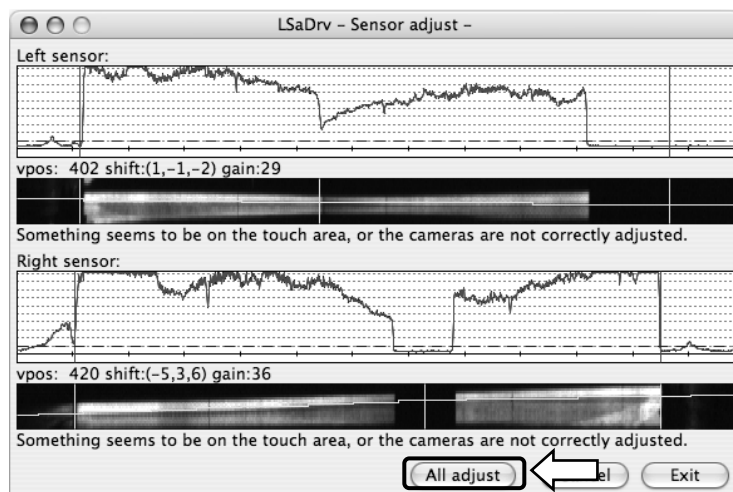 LSaDrv – Sensor adjust –
Left sensor:
vpos: 402 shift:(1,-1,-2) gain:29
Something seems to be on the touch area, or the cameras are not correctly adjusted.
Right sensor:
vpos: 420 shift:(-5,3,6) gain:36
Something seems to be on the touch area, or the cameras are not correctly adjusted.
All adjust Exit